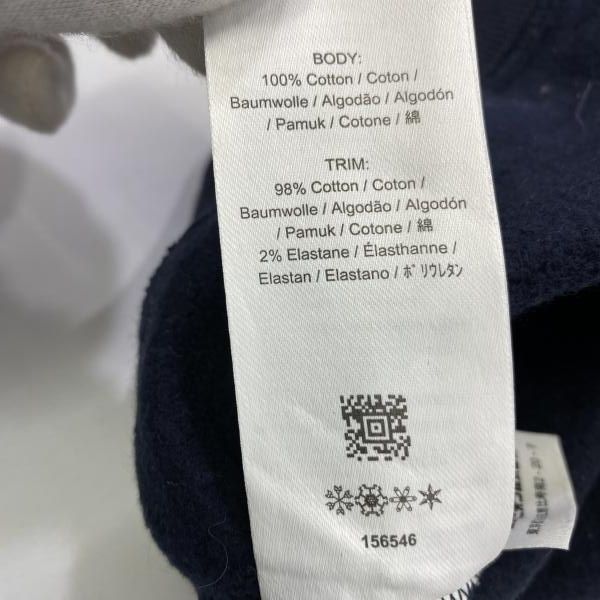 BODY:
100% Cotton / Coton /
Baumwolle / Algodão / Algodón
/ Pamuk / Cotone / 綿
TRIM:
98% Cotton / Coton /
Baumwolle / Algodão / Algodón
/ Pamuk / Cotone / 綿
2% Elastane / Élasthanne /
Elastan / Elastano / ﾎﾟﾘｳﾚﾀﾝ
156546